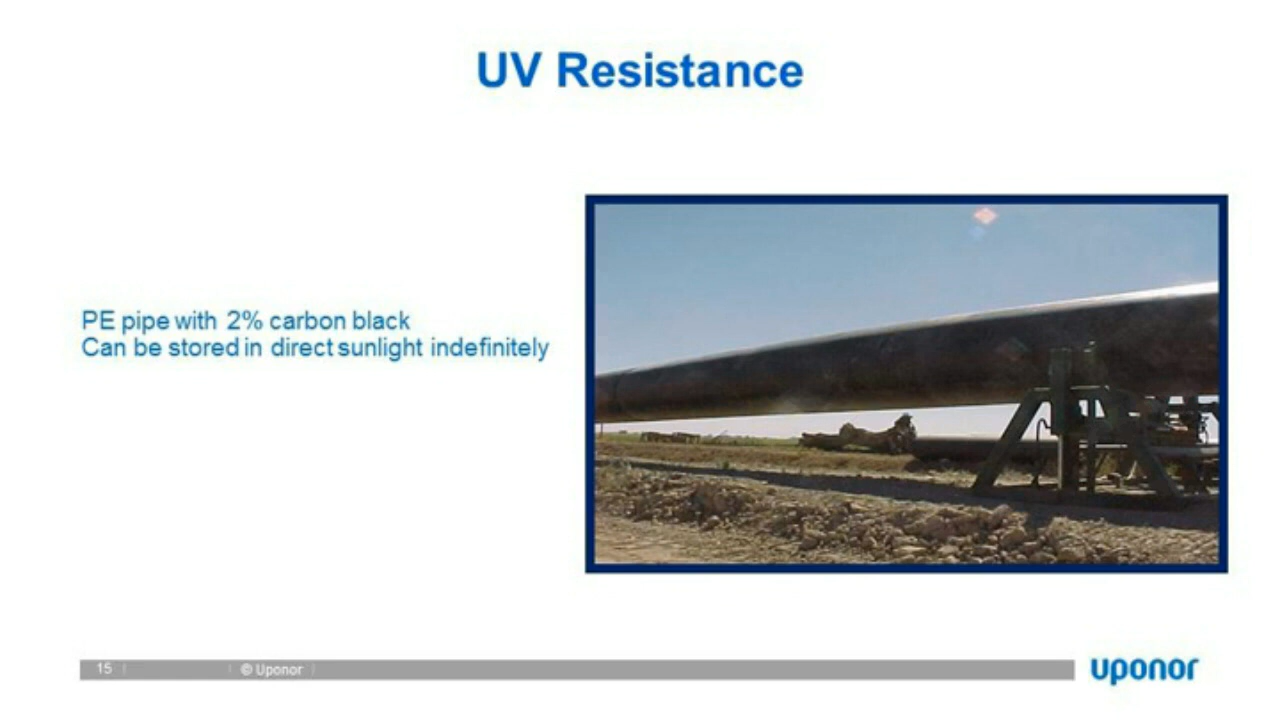 UV Resistance
PE pipe with 2% carbon black
Can be stored in direct sunlight indefinitely
15
© Uponor
uponor